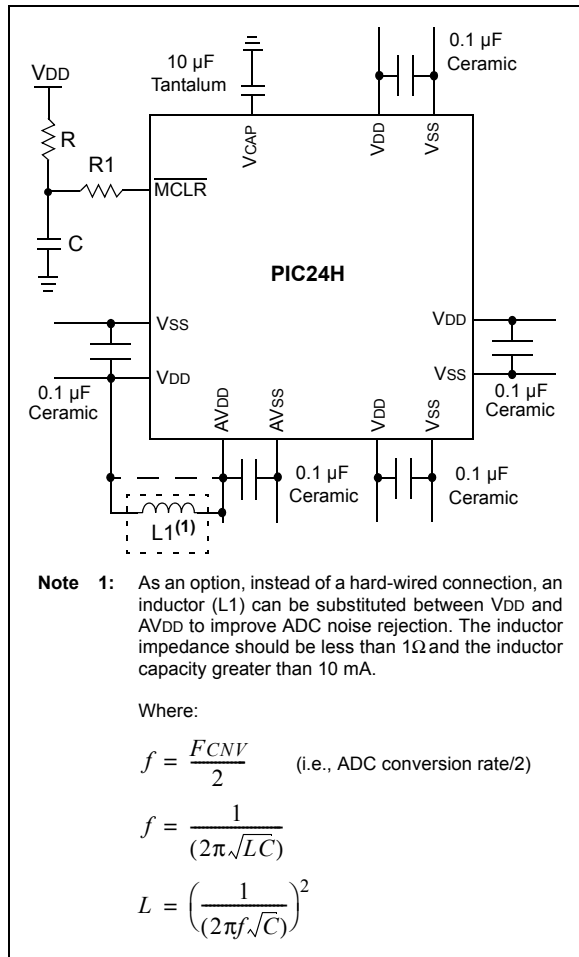 VDD
10 µF
Tantalum
0.1 µF
Ceramic
R
R1
C
VCAP
VDD
VSS
MCLR
PIC24H
VSS
VDD
0.1 µF
Ceramic
VDD
VSS
0.1 µF
Ceramic
AVDD
AVSS
VDD
VSS
0.1 µF
Ceramic
0.1 µF
Ceramic
L1(1)
Note 1: As an option, instead of a hard-wired connection, an
inductor (L1) can be substituted between VDD and
AVDD to improve ADC noise rejection. The inductor
impedance should be less than 1Ω and the inductor
capacity greater than 10 mA.
Where:
f = FCNV / 2 (i.e., ADC conversion rate/2)
f = 1 / (2π√LC)
L = (1 / (2πf√C))²